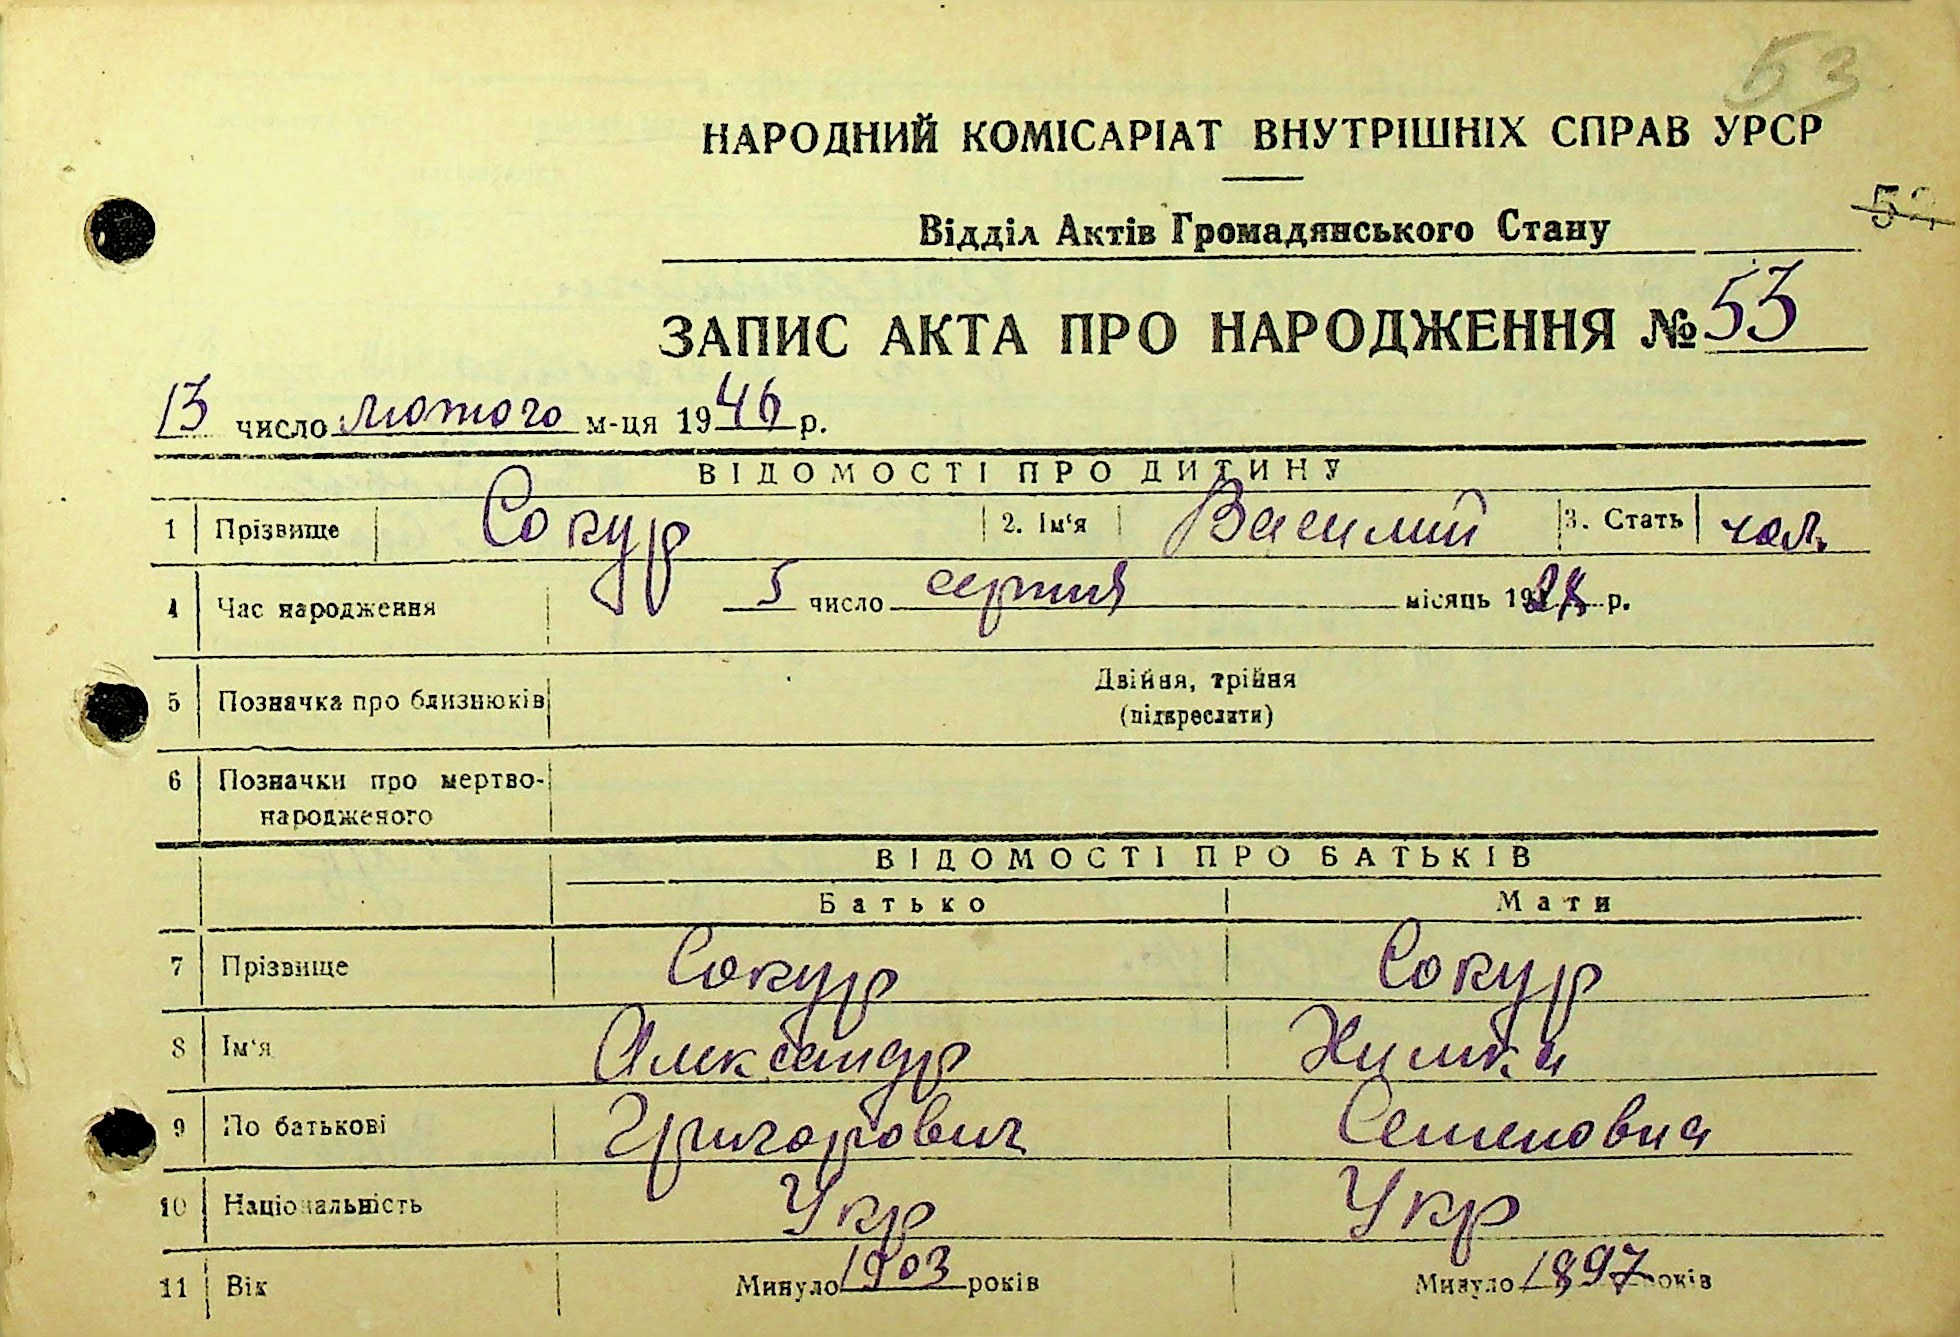 53
НАРОДНИЙ КОМІСАРІАТ ВНУТРІШНІХ СПРАВ УРСР
Відділ Актів Громадянського Стану
ЗАПИС АКТА ПРО НАРОДЖЕННЯ № 53
13 число лютого м-ця 1946 р.
ВІДОМОСТІ ПРО ДИТИНУ
1 Прізвище Сокур 2. Ім'я Василий 3. Стать чол.
4 Час народження 5 число серпня місяць 1928 р.
5 Позначка про близнюків Двійня, трійня
(підкреслити)
6 Позначки про мертво-
народженого
ВІДОМОСТІ ПРО БАТЬКІВ
Батько Мати
7 Прізвище Сокур Сокур
8 Ім'я Александр Химка
9 По батькові Григорович Семеновна
10 Національність Укр Укр
11 Вік Минуло 1903 років Минуло 1897 років